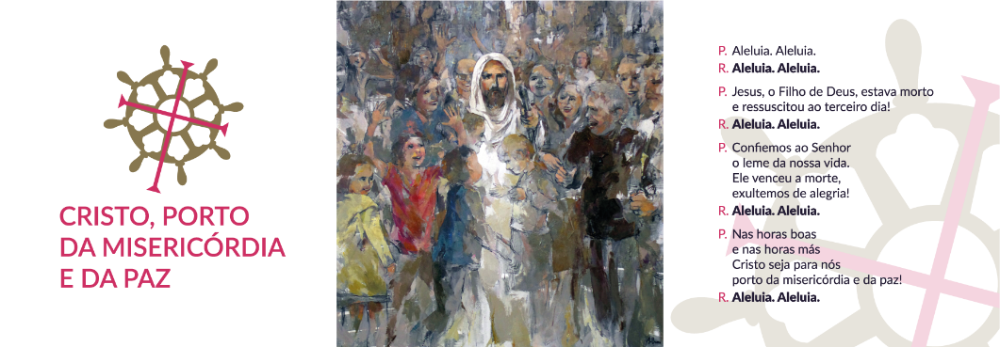 CRISTO, PORTO
DA MISERICÓRDIA
E DA PAZ
P. Aleluia. Aleluia.
R. Aleluia. Aleluia.
P. Jesus, o Filho de Deus, estava morto
e ressuscitou ao terceiro dia!
R. Aleluia. Aleluia.
P. Confiemos ao Senhor
o leme da nossa vida.
Ele venceu a morte,
exultemos de alegria!
R. Aleluia. Aleluia.
P. Nas horas boas
e nas horas más
Cristo seja para nós
porto da misericórdia e da paz!
R. Aleluia. Aleluia.